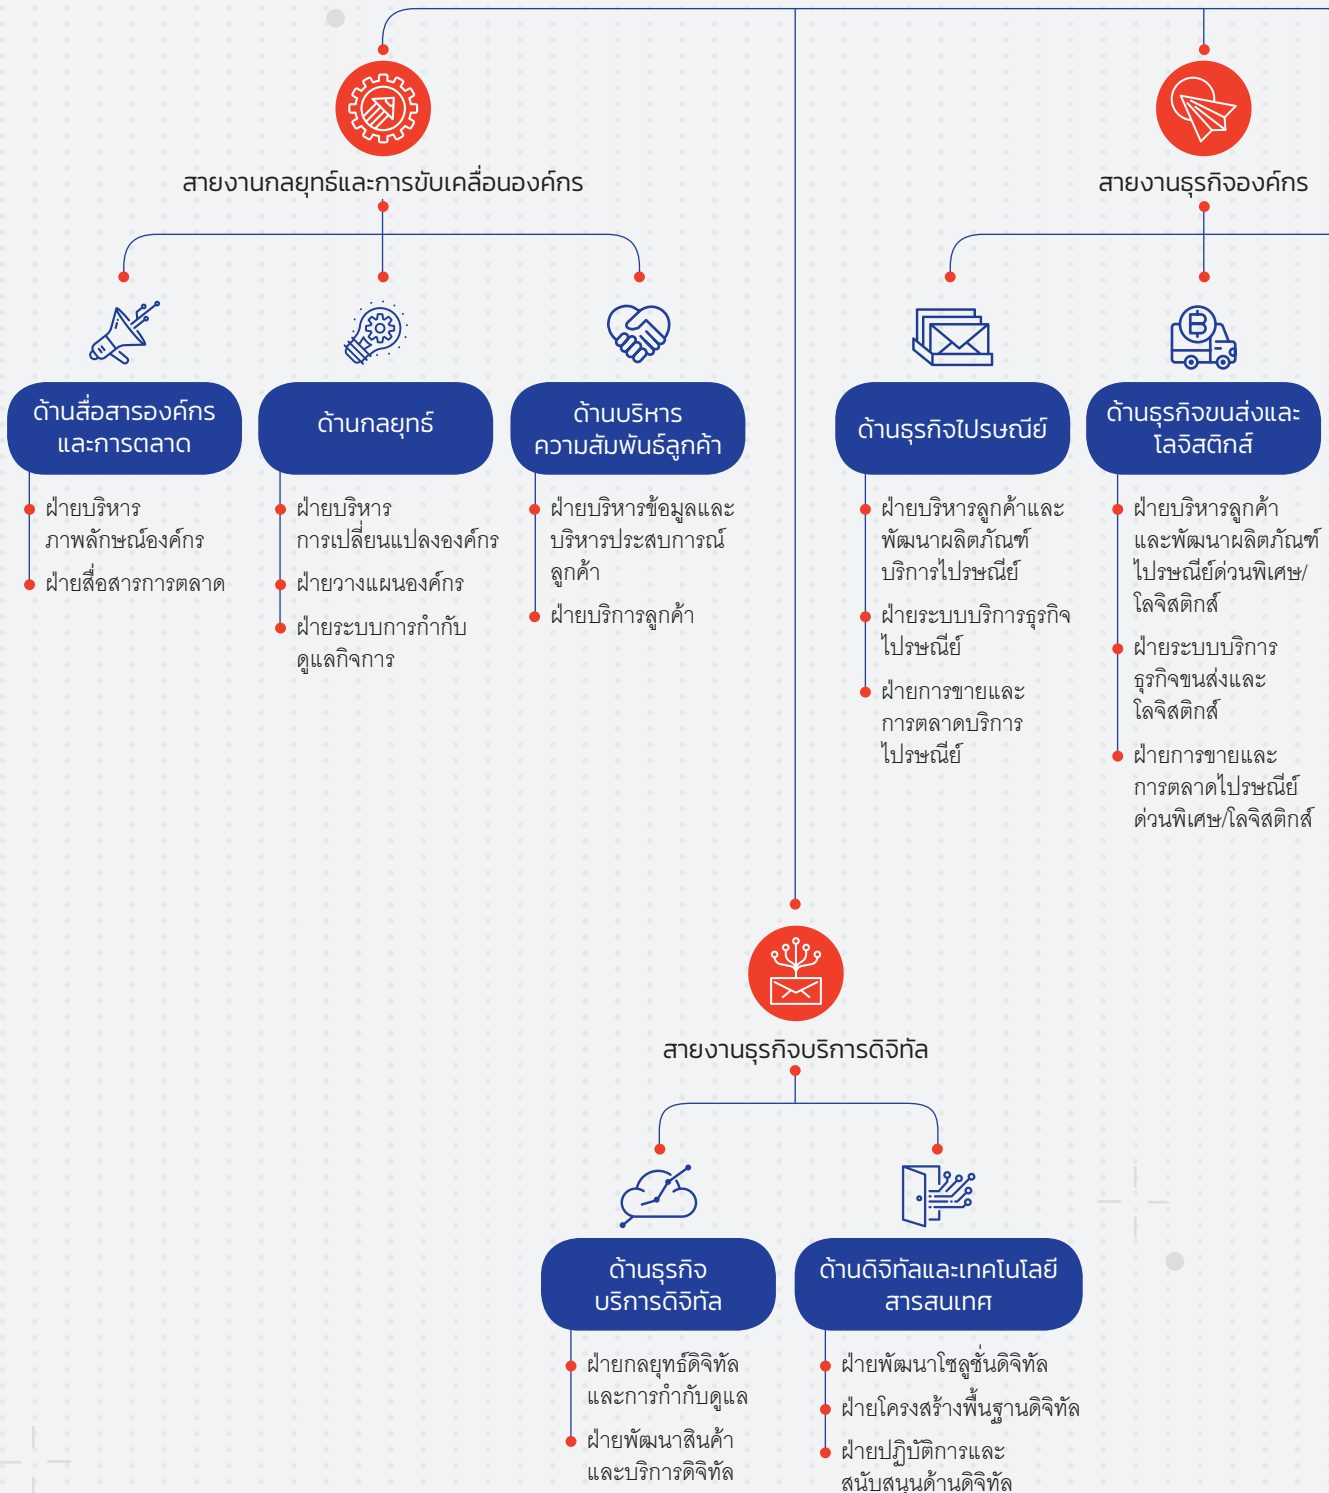 สายงานกลยุทธ์และการขับเคลื่อนองค์กร
ด้านสื่อสารองค์กร
และการตลาด
ฝ่ายบริหาร
ภาพลักษณ์องค์กร
ฝ่ายสื่อสารการตลาด
ด้านกลยุทธ์
ฝ่ายบริหาร
การเปลี่ยนแปลงองค์กร
ฝ่ายวางแผนองค์กร
ฝ่ายระบบการกำกับ
ดูแลกิจการ
ด้านบริหาร
ความสัมพันธ์ลูกค้า
ฝ่ายบริหารข้อมูลและ
บริหารประสบการณ์
ลูกค้า
ฝ่ายบริการลูกค้า
สายงานธุรกิจองค์กร
ด้านธุรกิจไปรษณีย์
ฝ่ายบริหารลูกค้าและ
พัฒนาผลิตภัณฑ์
บริการไปรษณีย์
ฝ่ายระบบบริการธุรกิจ
ไปรษณีย์
ฝ่ายการขายและ
การตลาดบริการ
ไปรษณีย์
ด้านธุรกิจขนส่งและ
โลจิสติกส์
ฝ่ายบริหารลูกค้า
และพัฒนาผลิตภัณฑ์
ไปรษณีย์ด่วนพิเศษ/
โลจิสติกส์
ฝ่ายระบบบริการ
ธุรกิจขนส่งและ
โลจิสติกส์
ฝ่ายการขายและ
การตลาดไปรษณีย์
ด่วนพิเศษ/โลจิสติกส์
สายงานธุรกิจบริการดิจิทัล
ด้านธุรกิจ
บริการดิจิทัล
ฝ่ายกลยุทธ์ดิจิทัล
และการกำกับดูแล
ฝ่ายพัฒนาสินค้า
และบริการดิจิทัล
ด้านดิจิทัลและเทคโนโลยี
สารสนเทศ
ฝ่ายพัฒนาโซลูชั่นดิจิทัล
ฝ่ายโครงสร้างพื้นฐานดิจิทัล
ฝ่ายปฏิบัติการและ
สนับสนุนด้านดิจิทัล